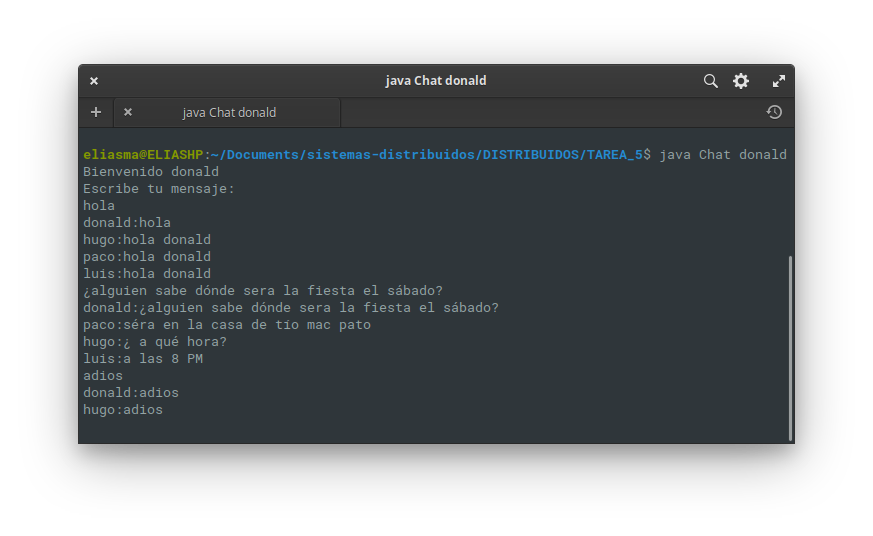 java Chat donald
java Chat donald
eliasma@ELIASHP:~/Documents/sistemas-distribuidos/DISTRIBUIDOS/TAREA_5$ java Chat donald
Bienvenido donald
Escribe tu mensaje:
hola
donald:hola
hugo:hola donald
paco:hola donald
luis:hola donald
¿alguien sabe dónde sera la fiesta el sábado?
donald:¿alguien sabe dónde sera la fiesta el sábado?
paco:séra en la casa de tío mac pato
hugo:¿ a qué hora?
luis:a las 8 PM
adios
donald:adios
hugo:adios